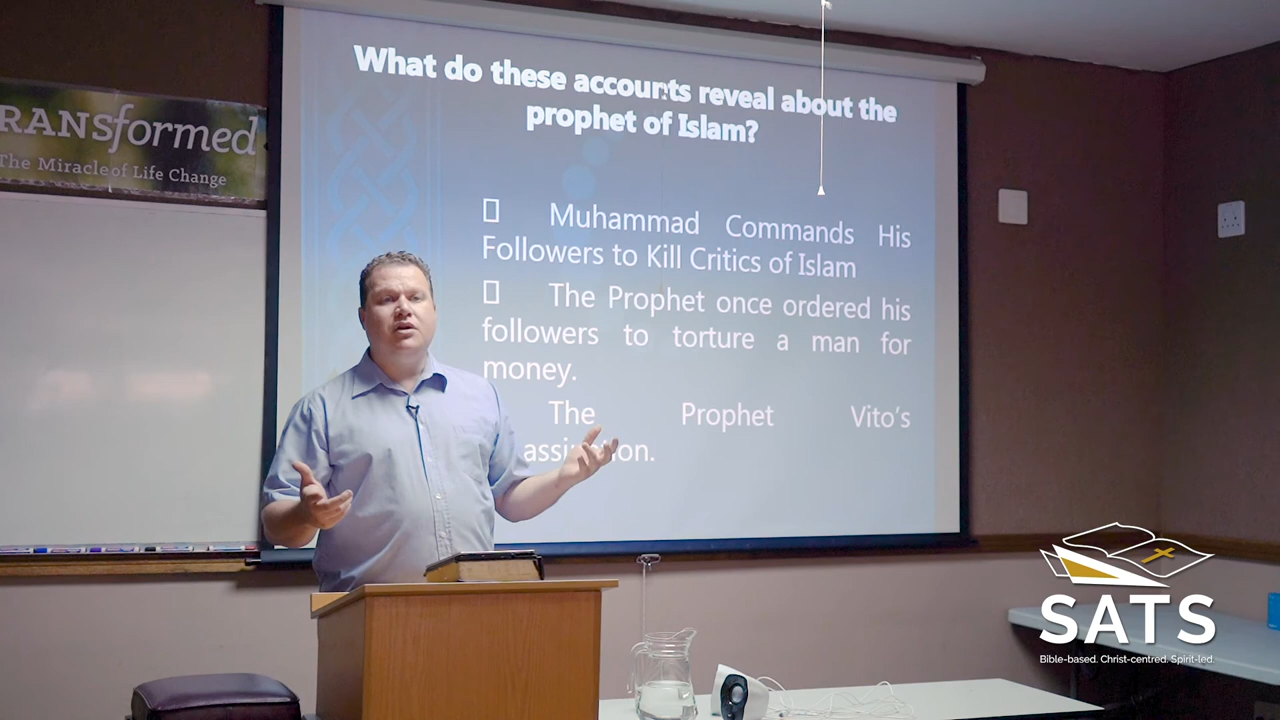 What do these accounts reveal about the
prophet of Islam?
RANsformed
The Miracle of Life Change
Muhammad Commands His
Followers to Kill Critics of Islam
The Prophet once ordered his
followers to torture a man for
money.
The Prophet Vito's
SATS
Bible-based. Christ-centred. Spirit-led.